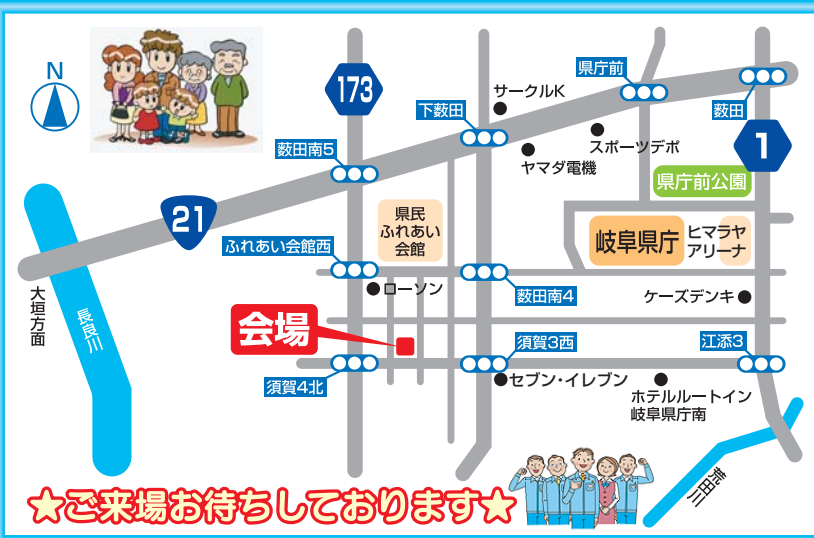 N
173
サークルK
県庁前
下薮田
薮田
スポーツデポ
1
薮田南5
ヤマダ電機
県庁前公園
21
県民
ふれあい
会館
岐阜県庁
ヒマラヤ
アリーナ
ふれあい会館西
大垣方面
長良川
ローソン
薮田南4
ケーズデンキ
会場
須賀3西
江添3
須賀4北
セブン・イレブン
ホテルルートイン
岐阜県庁南
荒田川
★ご来場お待ちしております★